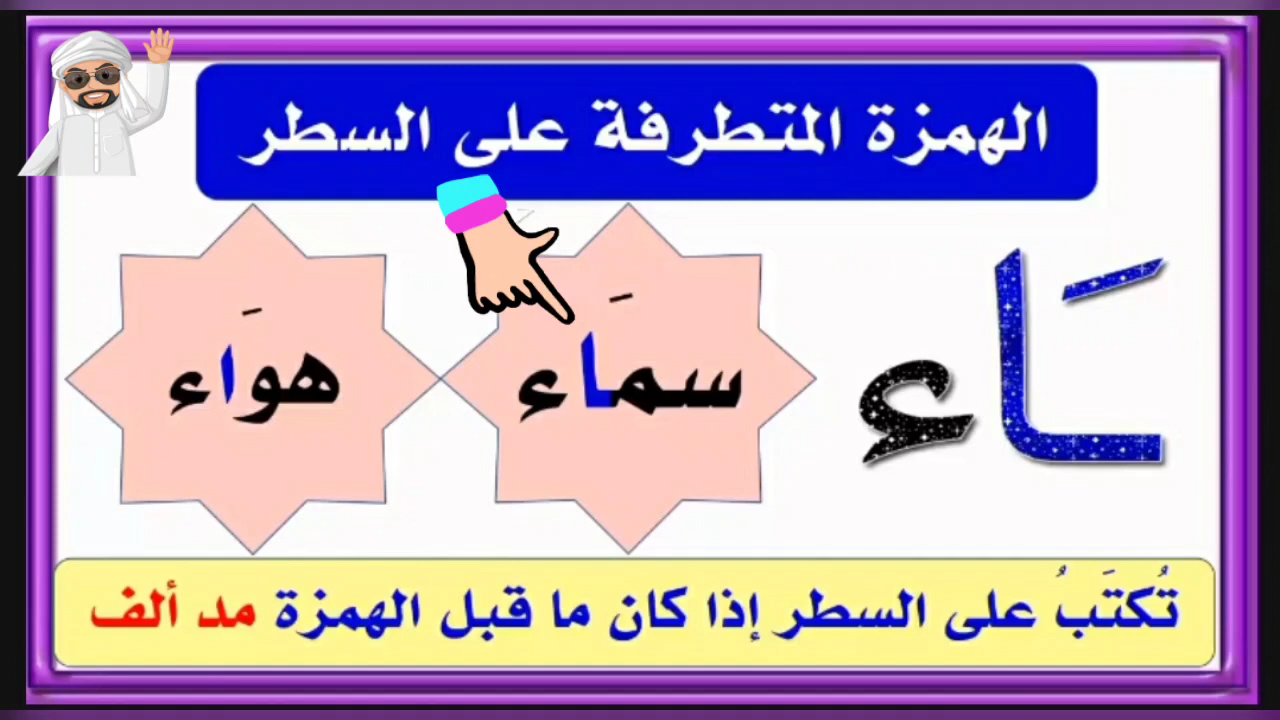 الهمزة المتطرفة على السطر
ـَاء
سمَاء
هوَاء
تُكتَبُ على السطر إذا كان ما قبل الهمزة مد ألف